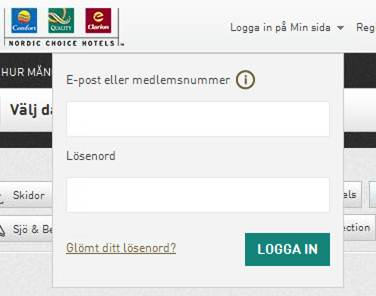 Comfort QUALITY Clarion
NORDIC CHOICE HOTELS
Logga in på Min sida Reg
HUR MÅN
E-post eller medlemsnummer i
Välj da
Lösenord
Skidor
els
Sjö & Be
ection
Glömt ditt lösenord?
LOGGA IN